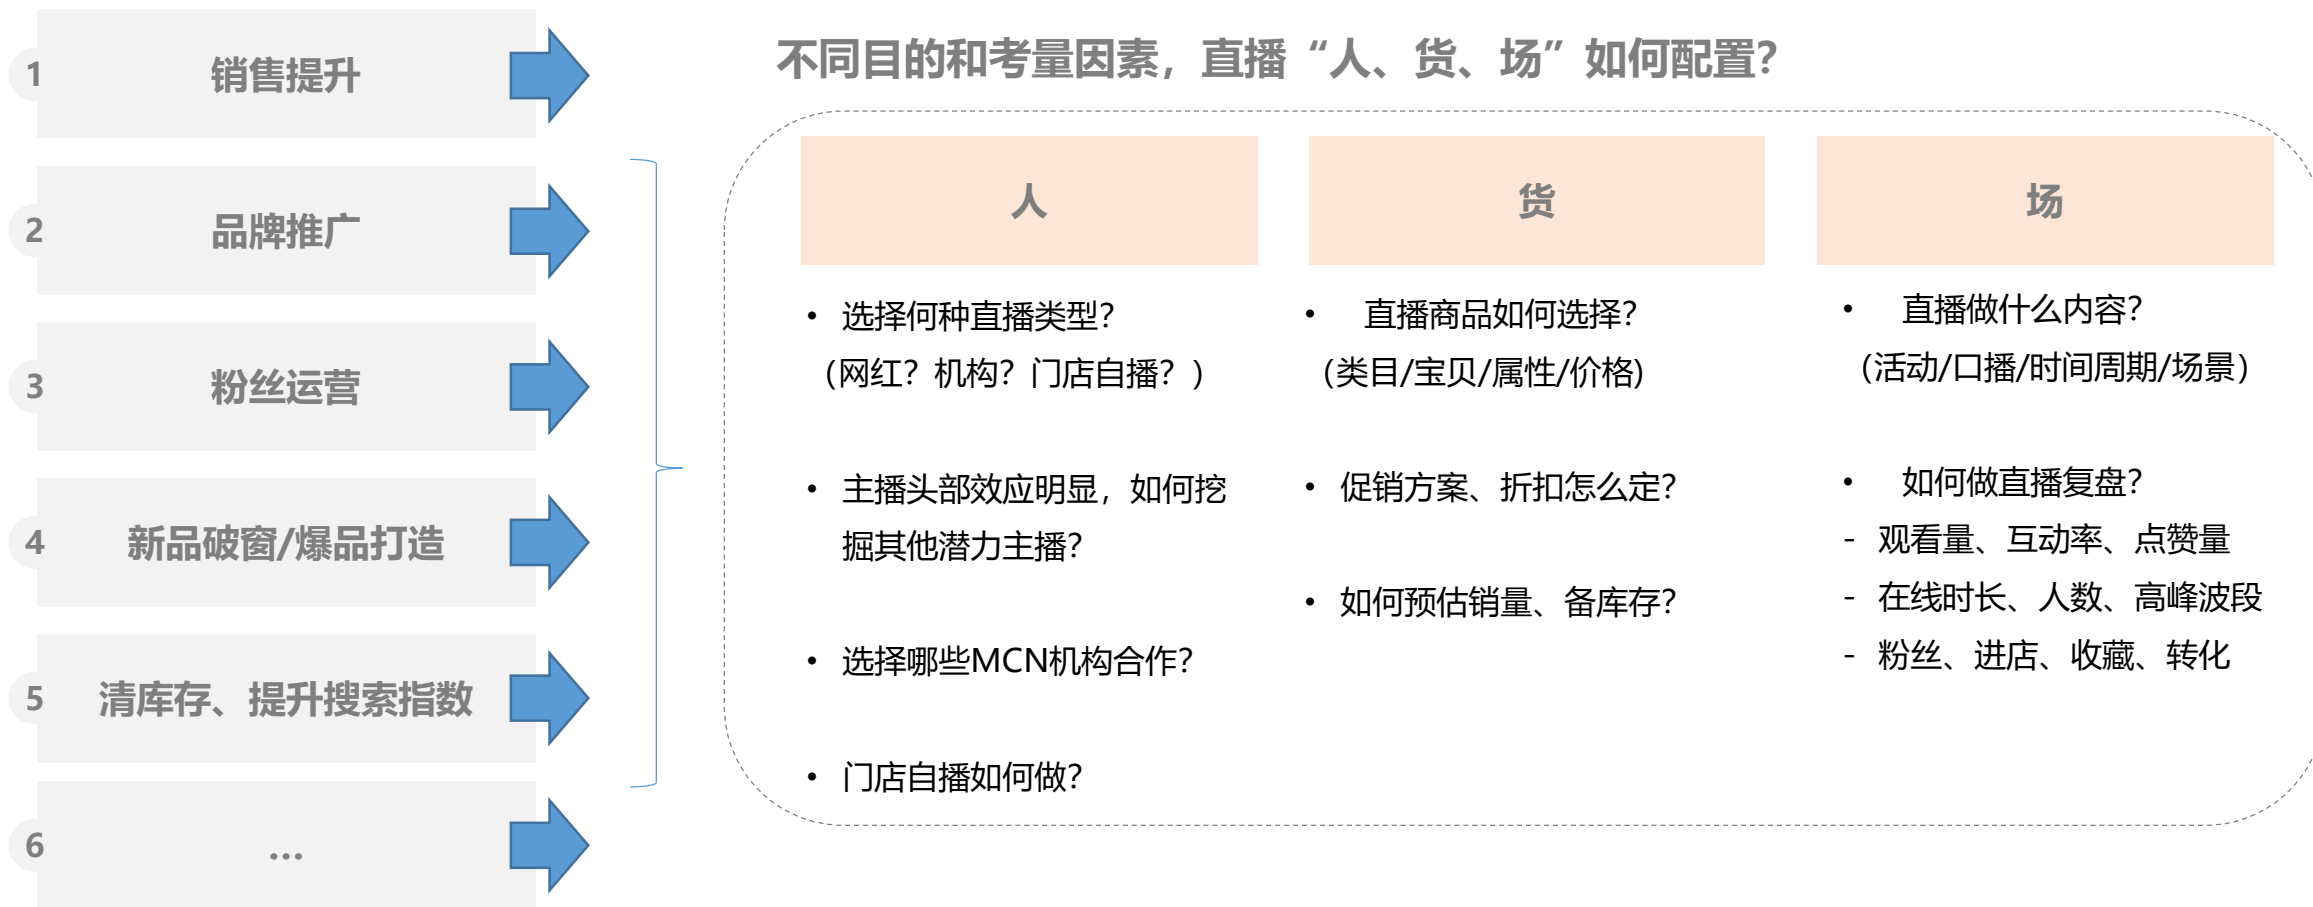 1
销售提升
2
品牌推广
3
粉丝运营
4
新品破窗/爆品打造
5
清库存、提升搜索指数
6
...
不同目的和考量因素，直播“人、货、场”如何配置？
人
• 选择何种直播类型？
（网红？机构？门店自播？）
• 主播头部效应明显，如何挖
掘其他潜力主播？
• 选择哪些MCN机构合作？
• 门店自播如何做？
货
• 直播商品如何选择？
（类目/宝贝/属性/价格）
• 促销方案、折扣怎么定？
• 如何预估销量、备库存？
场
• 直播做什么内容？
（活动/口播/时间周期/场景）
• 如何做直播复盘？
- 观看量、互动率、点赞量
- 在线时长、人数、高峰波段
- 粉丝、进店、收藏、转化